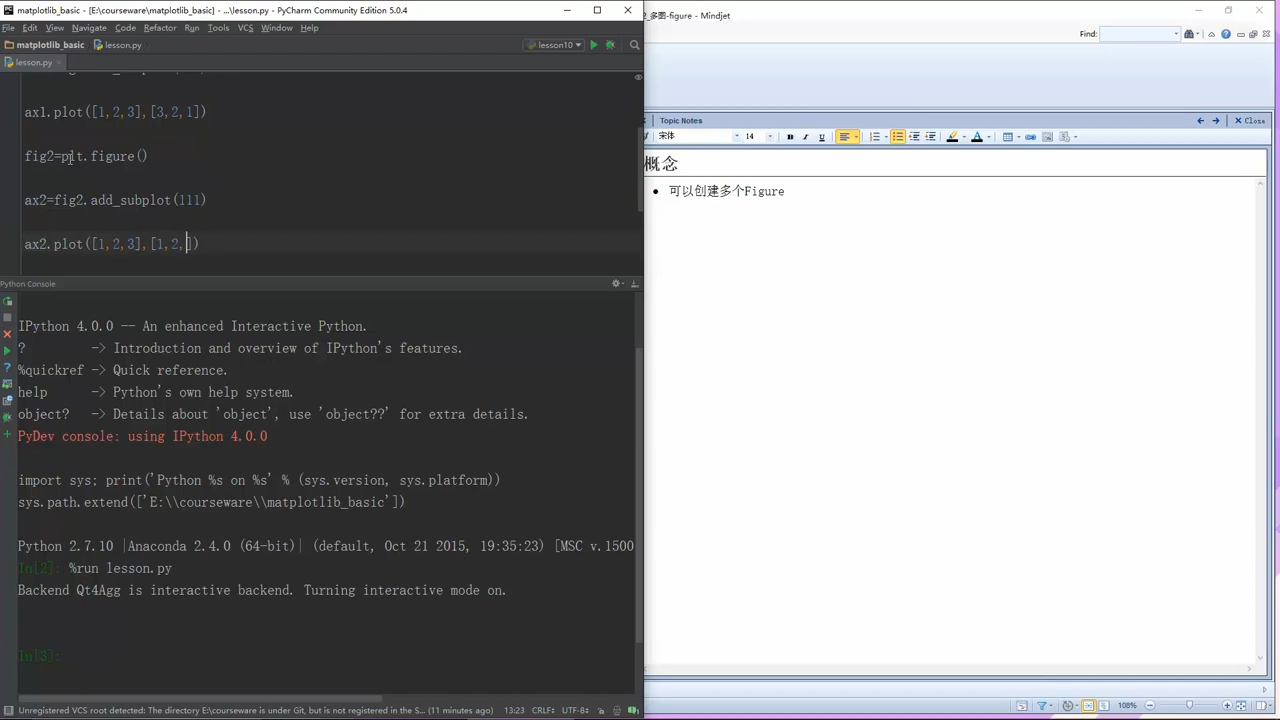 matplotlib_basic - [E:\courseware\matplotlib_basic] - ...\lesson.py - PyCharm Community Edition 5.0.4
File Edit View Navigate Code Refactor Run Tools VCS Window Help
matplotlib_basic lesson.py lesson10
lesson.py
ax1.plot([1,2,3],[3,2,1])
fig2=plt.figure()
ax2=fig2.add_subplot(111)
ax2.plot([1,2,3],[1,2,])
Python Console
IPython 4.0.0 -- An enhanced Interactive Python.
? -> Introduction and overview of IPython's features.
%quickref -> Quick reference.
help -> Python's own help system.
object? -> Details about 'object', use 'object??' for extra details.
PyDev console: using IPython 4.0.0
import sys; print('Python %s on %s' % (sys.version, sys.platform))
sys.path.extend(['E:\\courseware\\matplotlib_basic'])
Python 2.7.10 |Anaconda 2.4.0 (64-bit)| (default, Oct 21 2015, 19:35:23) [MSC v.1500
In[2]: %run lesson.py
Backend Qt4Agg is interactive backend. Turning interactive mode on.
In[3]:
Unregistered VCS root detected: The directory E:\courseware is under Git, but is not registered in the S... (11 minutes ago) 13:23 CRLF÷ UTF-8÷
2_多图-figure - Mindjet
Find:
Topic Notes
Close
宋体 14
概念
• 可以创建多个Figure
108%